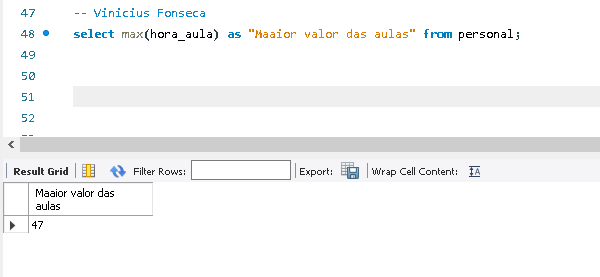 47 -- Vinicius Fonseca
48 select max(hora_aula) as "Maaior valor das aulas" from personal;
49
50
51
52
Result Grid Filter Rows: Export: Wrap Cell Content: IA
Maaior valor das
aulas
47